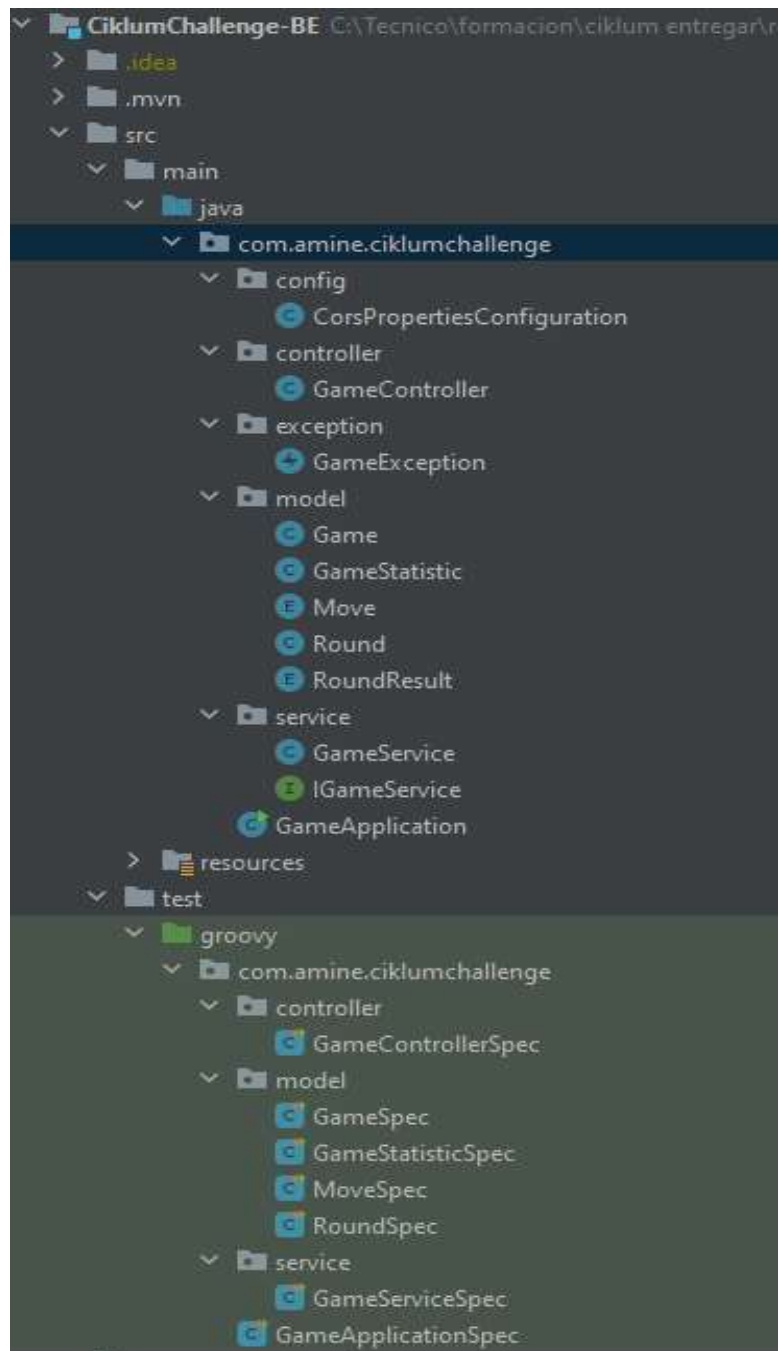 CiklumChallenge-BE C:\Tecnico\formacion\ciklum entregar\r
.idea
.mvn
src
main
java
com.amine.ciklumchallenge
config
CorsPropertiesConfiguration
controller
GameController
exception
GameException
model
Game
GameStatistic
Move
Round
RoundResult
service
GameService
IGameService
GameApplication
resources
test
groovy
com.amine.ciklumchallenge
controller
GameControllerSpec
model
GameSpec
GameStatisticSpec
MoveSpec
RoundSpec
service
GameServiceSpec
GameApplicationSpec